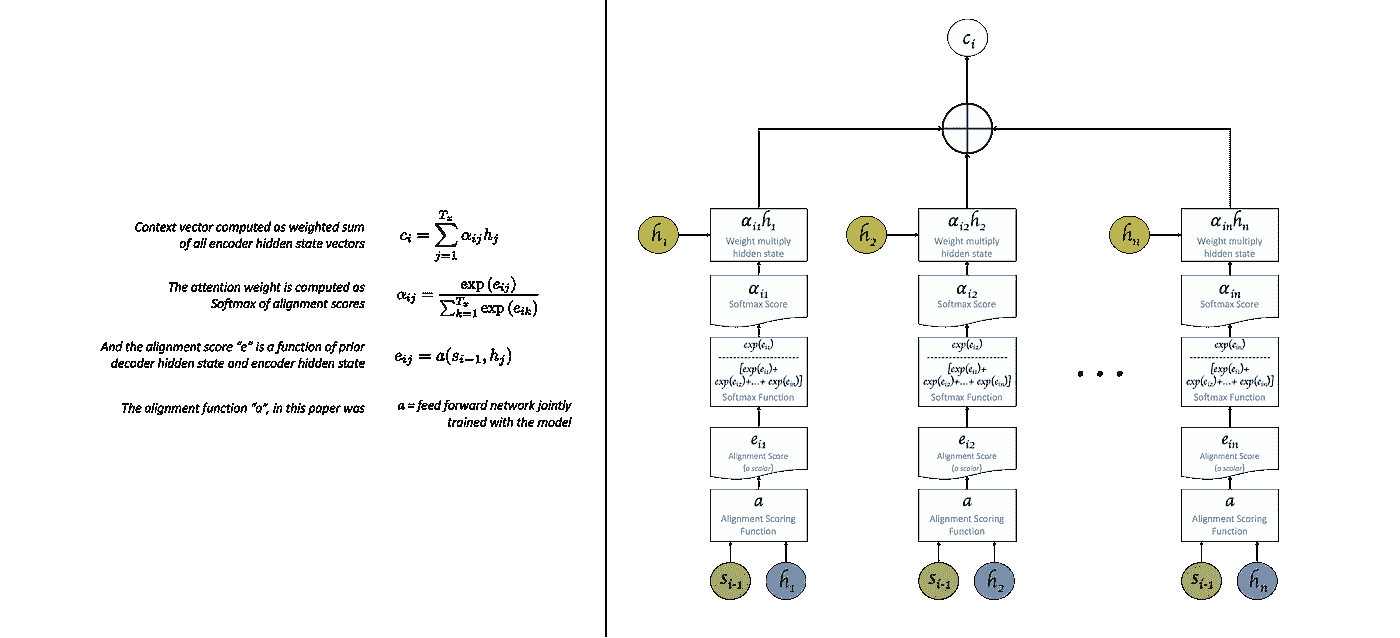 Context vector computed as weighted sum
of all encoder hidden state vectors
c_i = \sum_{j=1}^{T_x} α_{ij} h_j
The attention weight is computed as
Softmax of alignment scores
α_{ij} = \frac{exp (e_{ij})}{\sum_{k=1}^{T_x} exp (e_{ik})}
And the alignment score "e" is a function of prior
decoder hidden state and encoder hidden state
e_{ij} = a(s_{i-1}, h_j)
The alignment function "a", in this paper was
a = feed forward network jointly
trained with the model
c_i
h_1
α_{i1}h_1
Weight multiply
hidden state
α_{i1}
Softmax Score
exp(e_{i1})
[exp(e_{i1})+
exp(e_{i2})+...+ exp(e_{in})]
Softmax Function
e_{i1}
Alignment Score
(a scalar)
a
Alignment Scoring
Function
s_{i-1}
h_1
h_2
α_{i2}h_2
Weight multiply
hidden state
α_{i2}
Softmax Score
exp(e_{i2})
[exp(e_{i1})+
exp(e_{i2})+...+ exp(e_{in})]
Softmax Function
e_{i2}
Alignment Score
(a scalar)
a
Alignment Scoring
Function
s_{i-1}
h_2
• • •
h_n
α_{in}h_n
Weight multiply
hidden state
α_{in}
Softmax Score
exp(e_{in})
[exp(e_{i1})+
exp(e_{i2})+...+ exp(e_{in})]
Softmax Function
e_{in}
Alignment Score
(a scalar)
a
Alignment Scoring
Function
s_{i-1}
h_n